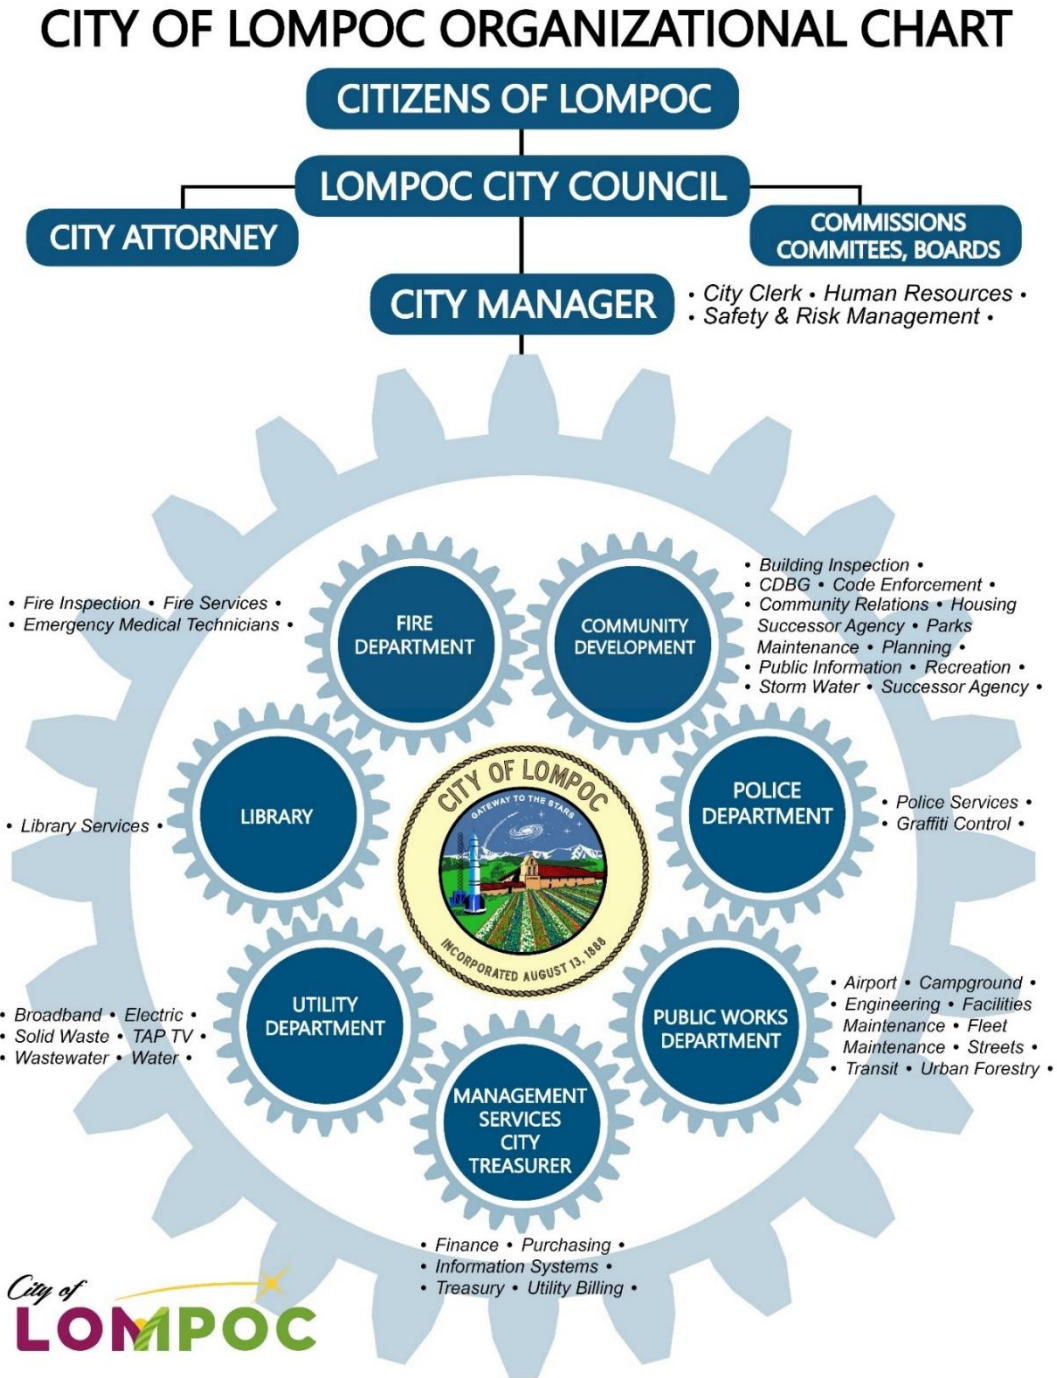 CITY OF LOMPOC ORGANIZATIONAL CHART
CITIZENS OF LOMPOC
LOMPOC CITY COUNCIL
CITY ATTORNEY
COMMISSIONS
COMMITEES, BOARDS
CITY MANAGER
• City Clerk • Human Resources •
• Safety & Risk Management •
FIRE
DEPARTMENT
• Fire Inspection • Fire Services •
• Emergency Medical Technicians •
COMMUNITY
DEVELOPMENT
• Building Inspection •
• CDBG • Code Enforcement •
• Community Relations • Housing
Successor Agency • Parks
Maintenance • Planning •
• Public Information • Recreation •
• Storm Water • Successor Agency •
LIBRARY
• Library Services •
CITY OF LOMPOC
GATEWAY TO THE STARS
INCORPORATED AUGUST 13, 1888
POLICE
DEPARTMENT
• Police Services •
• Graffiti Control •
UTILITY
DEPARTMENT
• Broadband • Electric •
• Solid Waste • TAP TV •
• Wastewater • Water •
PUBLIC WORKS
DEPARTMENT
• Airport • Campground •
• Engineering • Facilities
Maintenance • Fleet
Maintenance • Streets •
• Transit • Urban Forestry •
MANAGEMENT
SERVICES
CITY
TREASURER
• Finance • Purchasing •
• Information Systems •
• Treasury • Utility Billing •
City of
LOMPOC